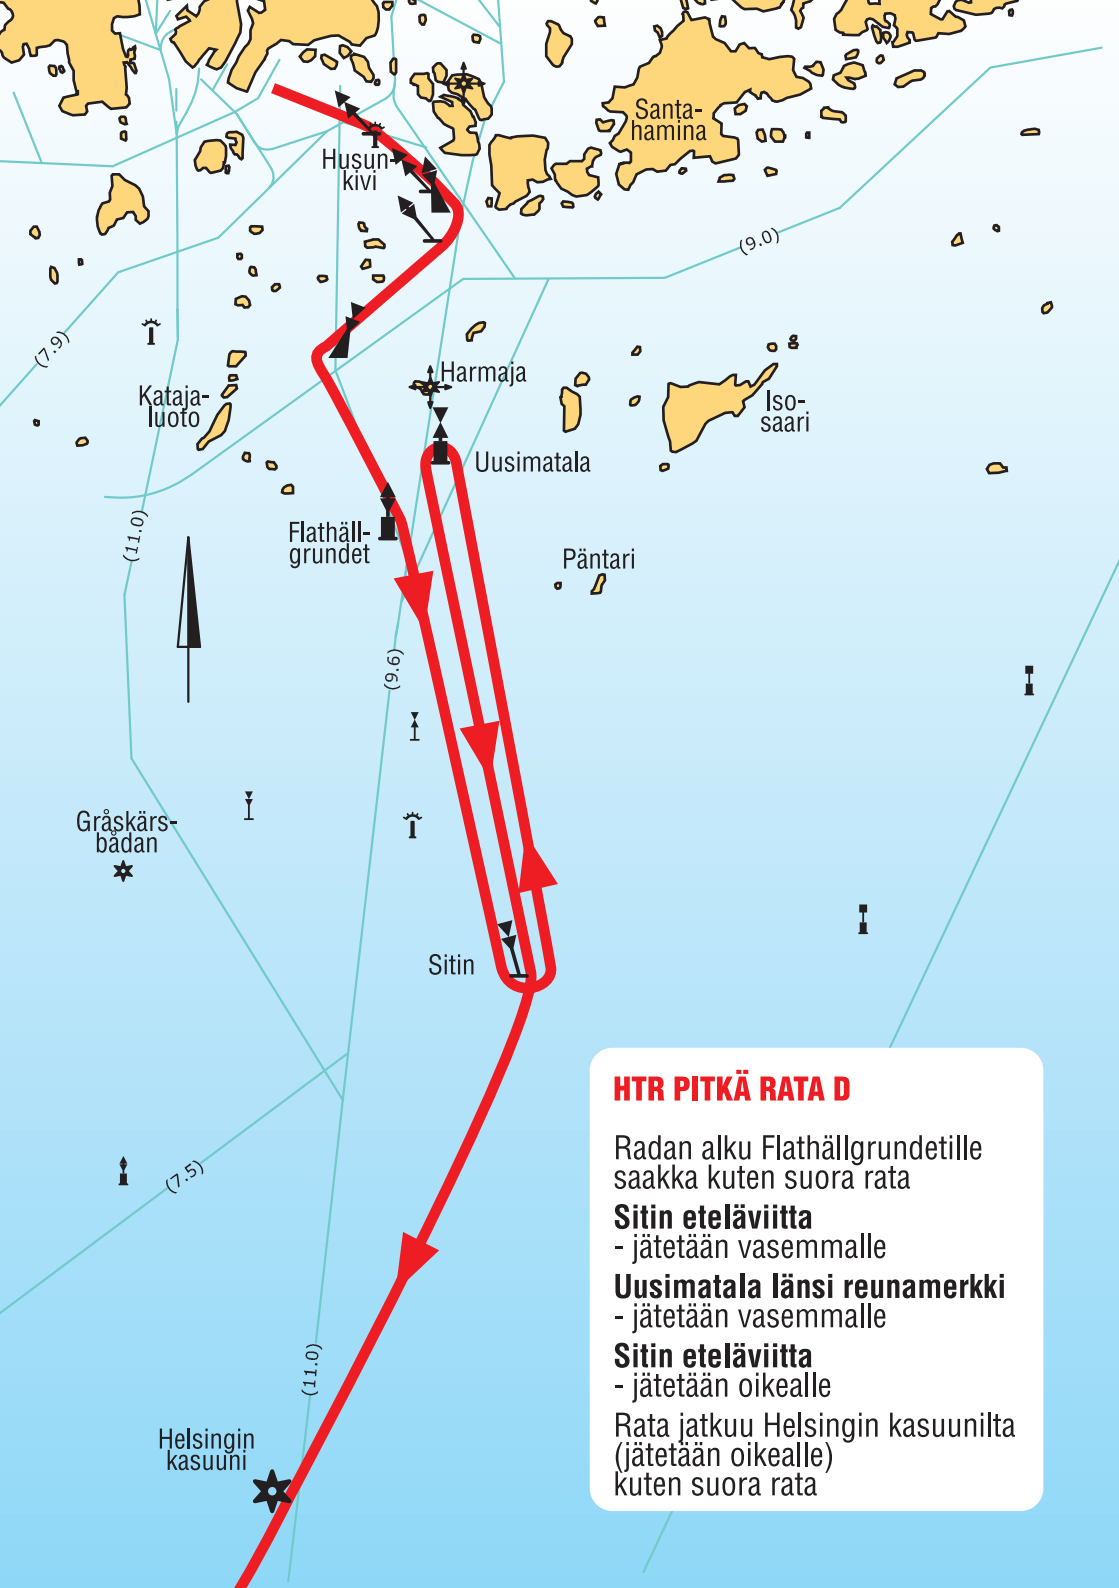 Santa-
hamina
Husun-
kivi
(9.0)
(7.9)
Harmaja
Kataja-
luoto
Iso-
saari
Uusimatala
(11.0)
Flathäll-
grundet
Päntari
(9.6)
Gråskärs-
bådan
Sitin
HTR PITKÄ RATA D
Radan alku Flathällgrundetille
saakka kuten suora rata
Sitin eteläviitta
- jätetään vasemmalle
Uusimatala länsi reunamerkki
- jätetään vasemmalle
Sitin eteläviitta
- jätetään oikealle
Rata jatkuu Helsingin kasuunilta
(jätetään oikealle)
kuten suora rata
(7.5)
(11.0)
Helsingin
kasuuni